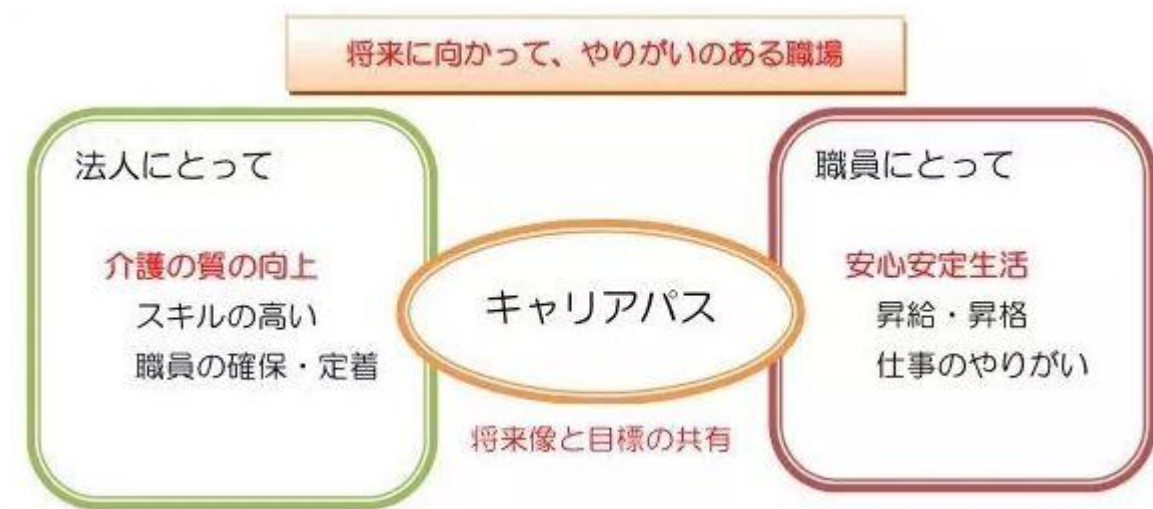 将来に向かって、やりがいのある職場
法人にとって
介護の質の向上
スキルの高い
職員の確保・定着
キャリアパス
将来像と目標の共有
職員にとって
安心安定生活
昇給・昇格
仕事のやりがい